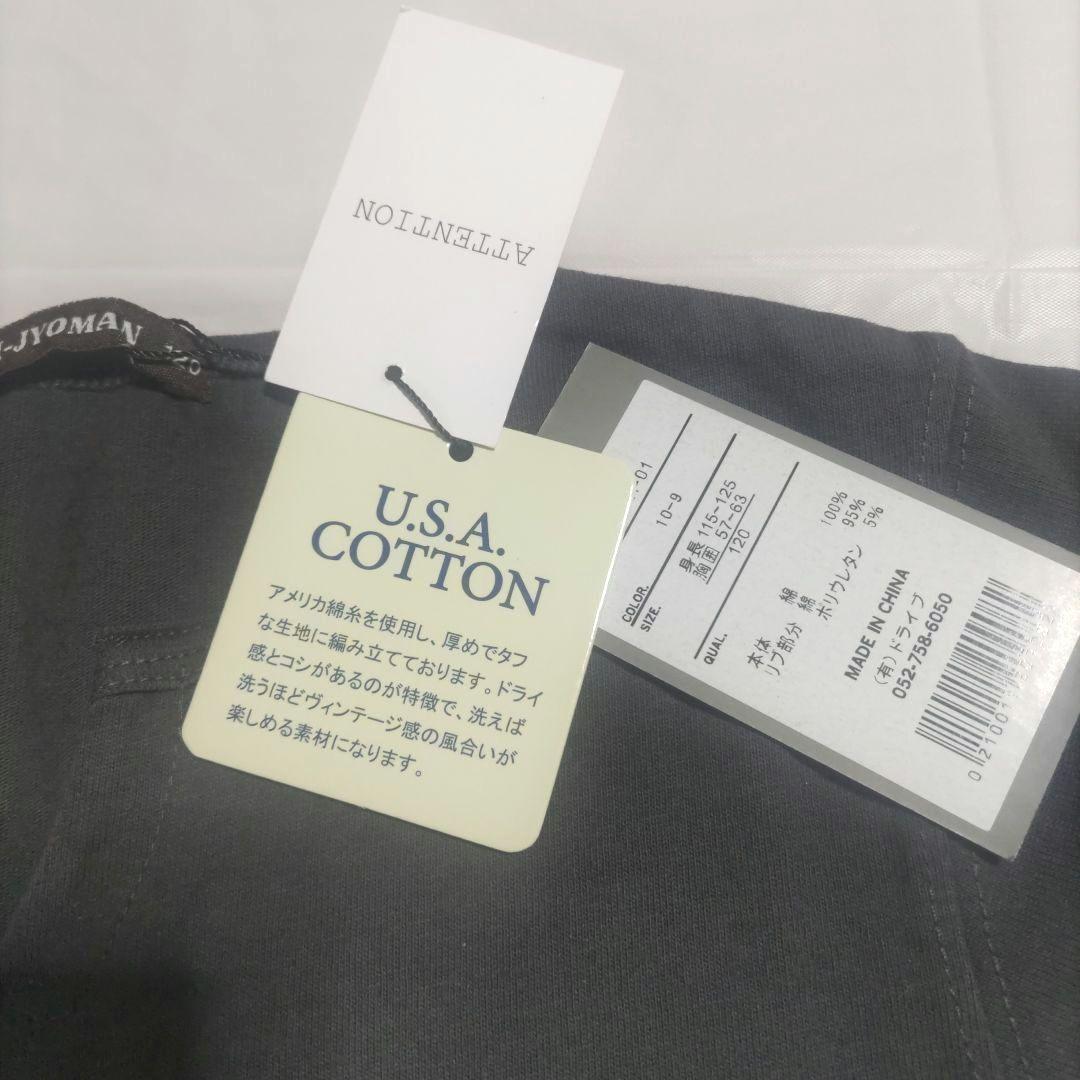 -JYOMAN
120
ATTENTION
U.S.A.
COTTON
アメリカ綿糸を使用し、厚めでタフ
な生地に編み立てております。ドライ
感とコシがあるのが特徴で、洗えば
洗うほどヴィンテージ感の風合いが
楽しめる素材になります。
-01
COLOR. 10-9
SIZE.
身長 115~125
胸囲 57~63
120
QUAL.
本体 綿 100%
リブ部分 綿 95%
ポリウレタン 5%
MADE IN CHINA
(有)ドライブ
052-758-6050
021001